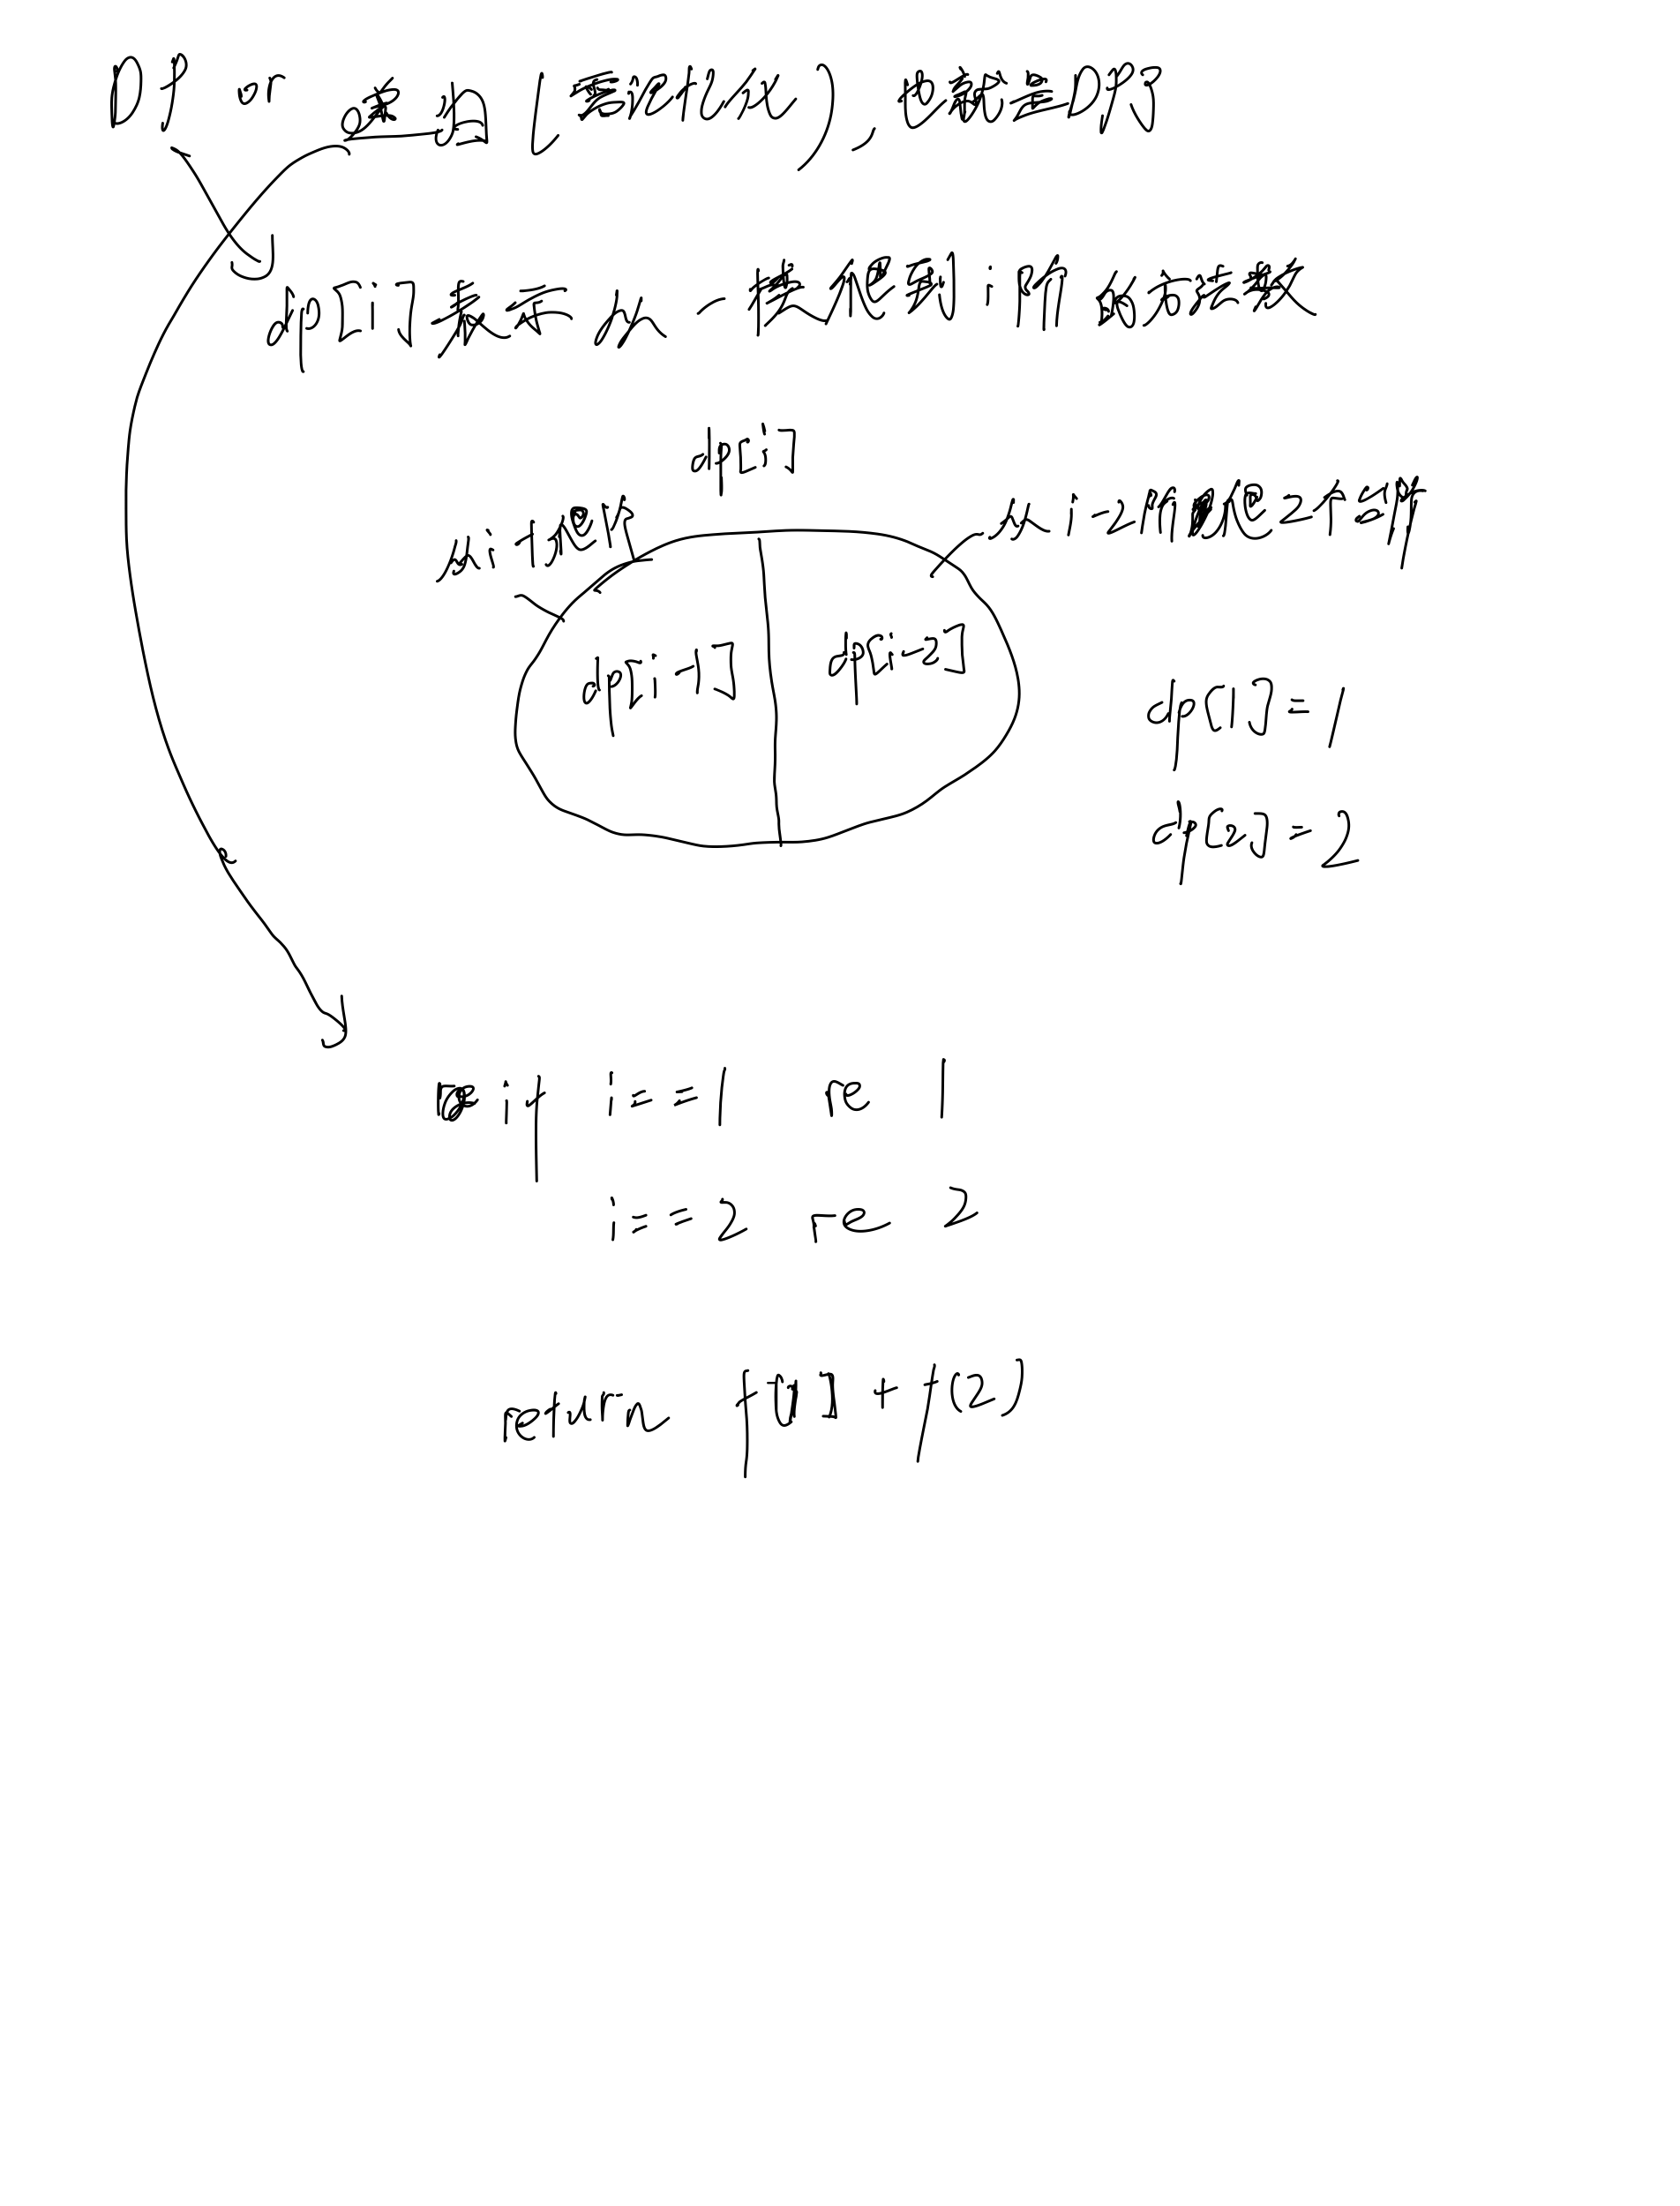 DP or 递归(需要优化),也就是DP了
dp[i]表示从一楼爬到i阶的方法数
dp[i]
从i-1爬1个
从i-2阶爬2个台阶
dp[i-1]
dp[i-2]
dp[1]=1
dp[2]=2
if i==1 re 1
i==2 re 2
return f(1)+f(2)